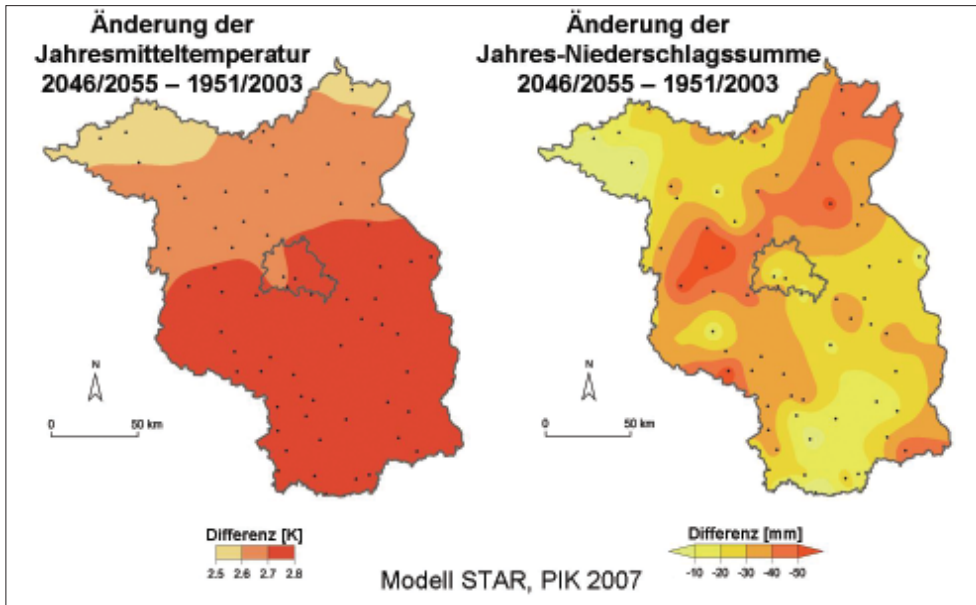 Änderung der
Jahresmitteltemperatur
2046/2055 – 1951/2003
Änderung der
Jahres-Niederschlagssumme
2046/2055 – 1951/2003
N
0 50 km
N
0 50 km
Differenz [K]
2.5 2.6 2.7 2.8
Differenz [mm]
-10 -20 -30 -40 -50
Modell STAR, PIK 2007